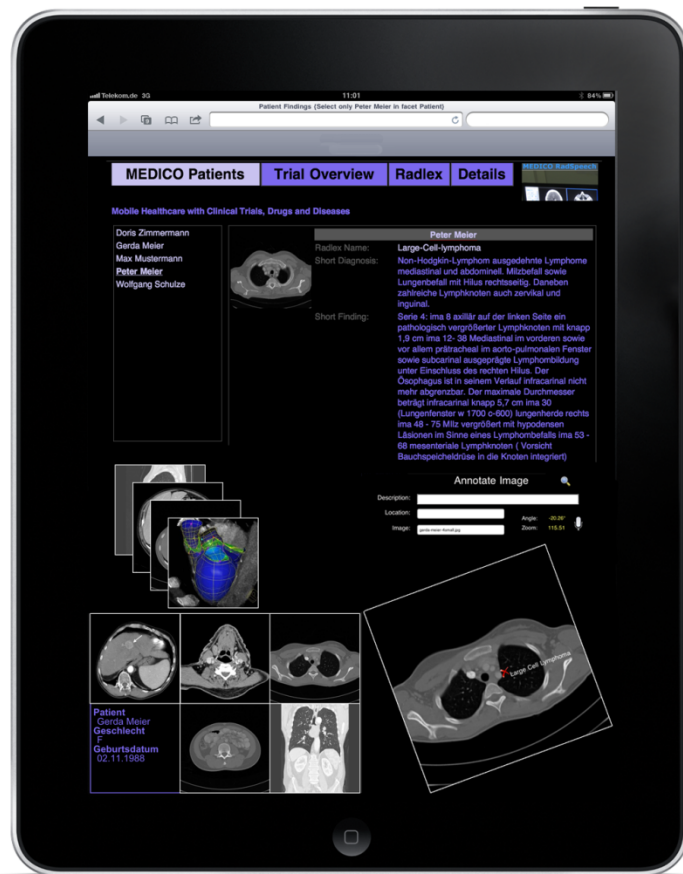 Telekom.de 3G 11:01 84%
Patient Findings (Select only Peter Meier in facet Patient)
MEDICO Patients Trial Overview Radlex Details
MEDICO RadSpeech
Mobile Healthcare with Clinical Trials, Drugs and Diseases
Doris Zimmermann
Gerda Meier
Max Mustermann
Peter Meier
Wolfgang Schulze
Peter Meier
Radlex Name: Large-Cell-lymphoma
Short Diagnosis: Non-Hodgkin-Lymphom ausgedehnte Lymphome
mediastinal und abdominell. Milzbefall sowie
Lungenbefall mit Hilus rechtsseitig. Daneben
zahlreiche Lymphknoten auch zervikal und
inguinal.
Short Finding: Serie 4: ima 8 axillär auf der linken Seite ein
pathologisch vergrößerter Lymphknoten mit knapp
1,9 cm ima 12- 38 Mediastinal im vorderen sowie
vor allem prätracheal im aorto-pulmonalen Fenster
sowie subcarinal ausgeprägte Lymphombildung
unter Einschluss des rechten Hilus. Der
Ösophagus ist in seinem Verlauf infracarinal nicht
mehr abgrenzbar. Der maximale Durchmesser
beträgt infracarinal knapp 5,7 cm ima 30
(Lungenfenster w 1700 c-600) lungenherde rechts
ima 48 - 75 Milz vergrößert mit hypodensen
Läsionen im Sinne eines Lymphombefalls ima 53 -
68 mesenteriale Lymphknoten ( Vorsicht
Bauchspeicheldrüse in die Knoten integriert)
Annotate Image
Description:
Location:
Angle: -20.26°
Image: Zoom: 115.51
Large Cell Lymphoma
Patient
Gerda Meier
Geschlecht
F
Geburtsdatum
02.11.1988